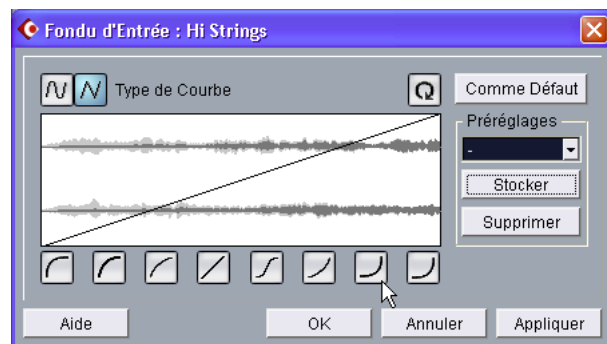 Fondu d'Entrée : Hi Strings
Type de Courbe
Comme Défaut
Préréglages
-
Stocker
Supprimer
Aide
OK
Annuler
Appliquer